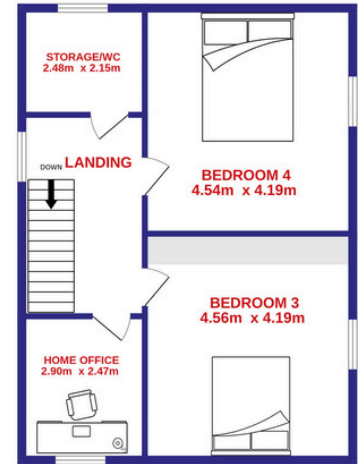 STORAGE/WC
2.48m x 2.15m
DOWN
LANDING
BEDROOM 4
4.54m x 4.19m
BEDROOM 3
4.56m x 4.19m
HOME OFFICE
2.90m x 2.47m